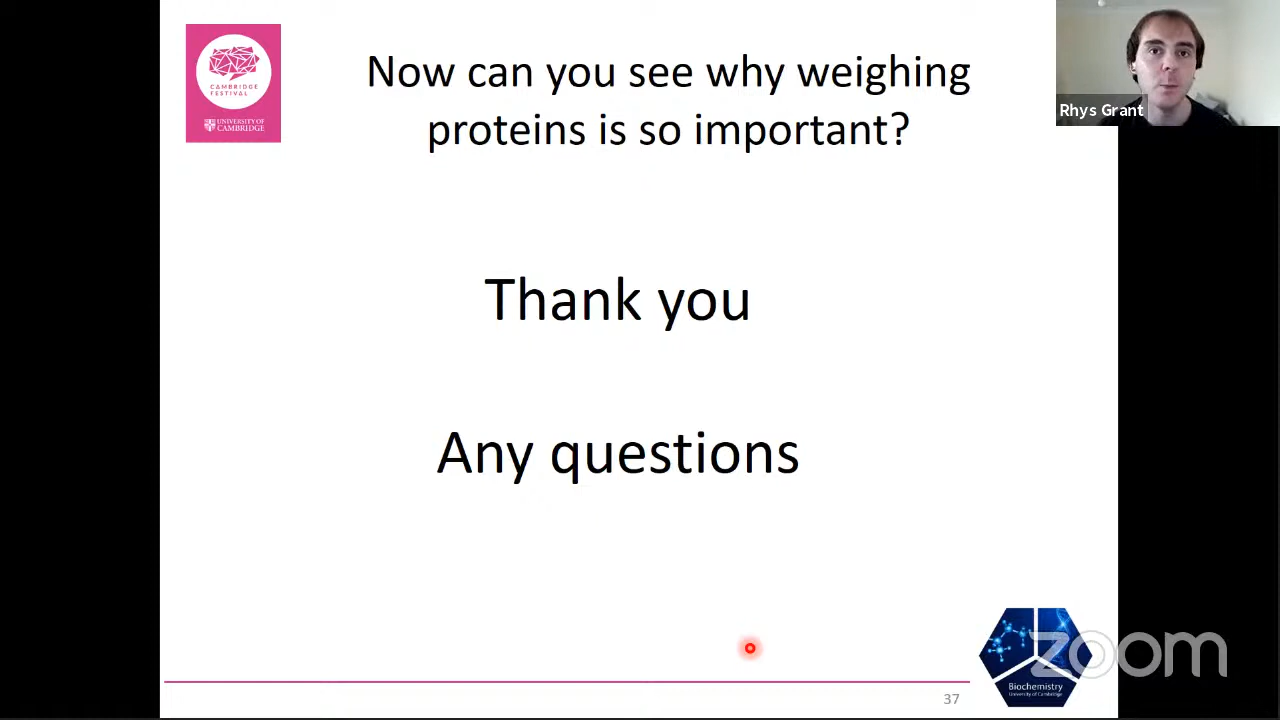 CAMBRIDGE
FESTIVAL
UNIVERSITY OF
CAMBRIDGE
Now can you see why weighing
proteins is so important?
Rhys Grant
Thank you
Any questions
zoom
Biochemistry
University of Cambridge
37